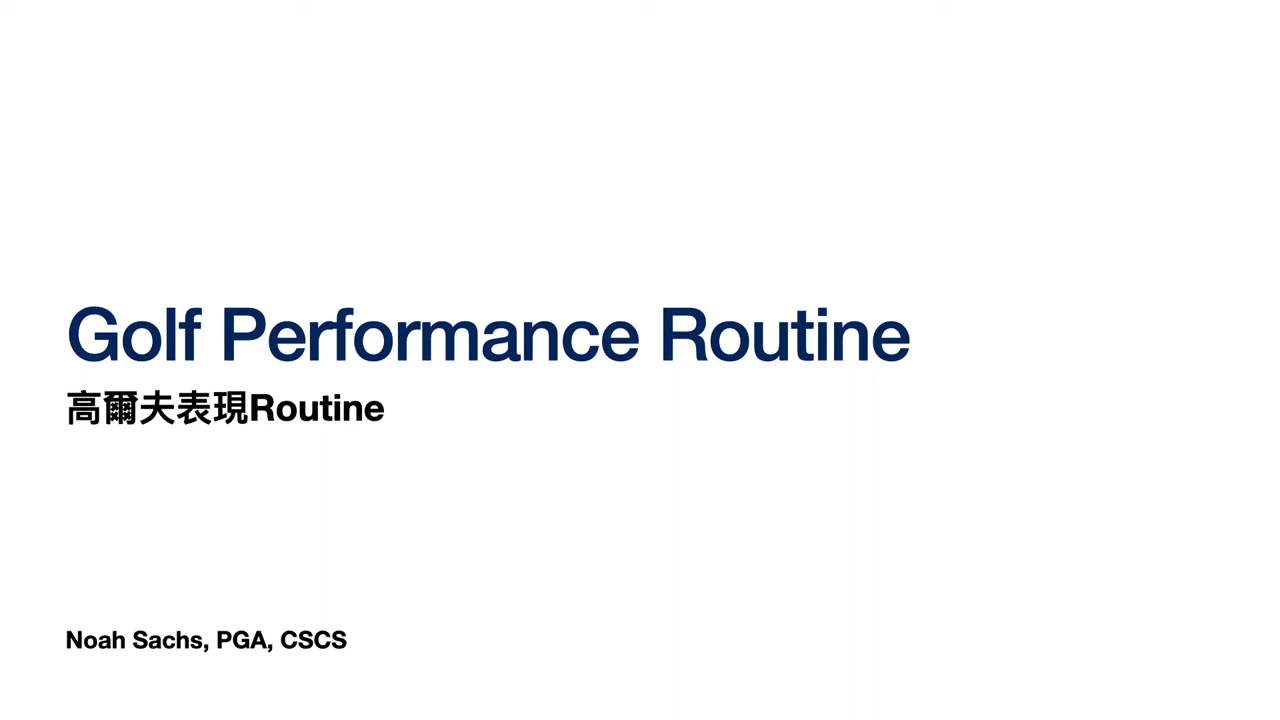 Golf Performance Routine
高爾夫表現Routine
Noah Sachs, PGA, CSCS